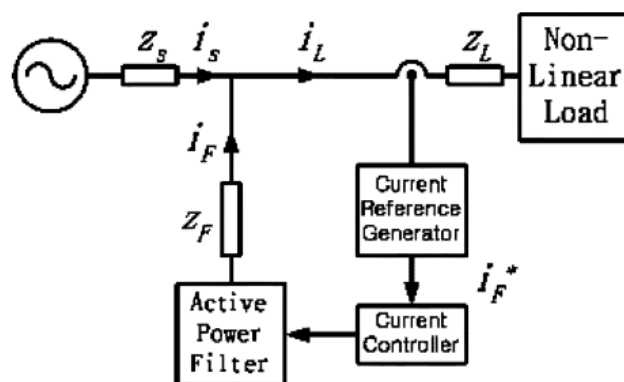 z_s
i_s
i_L
z_L
Non-
Linear
Load
i_F
z_F
Current
Reference
Generator
i_F*
Active
Power
Filter
Current
Controller